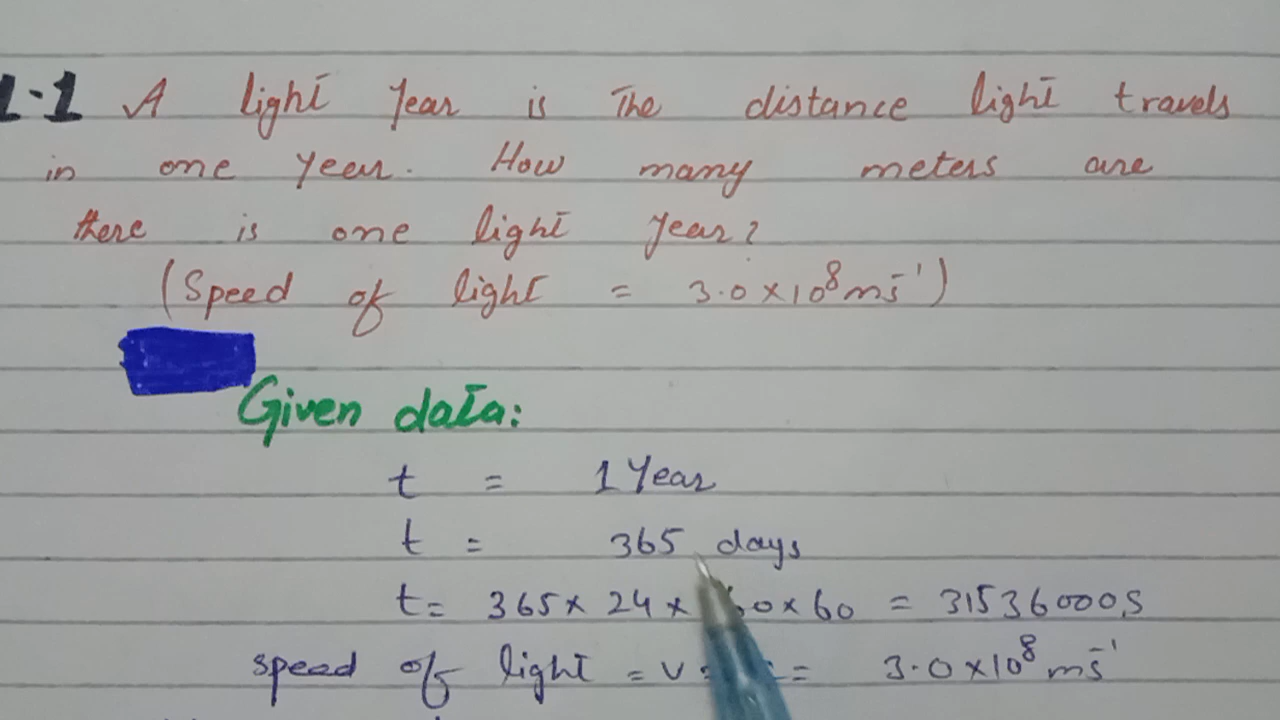 1.1 A light Year is The distance light travels
in one Year. How many meters are
there is one light Year?
(Speed of light = 3.0×10⁸ms⁻¹)
Given data:
t = 1 Year
t = 365 days
t= 365× 24 × 60×60 = 31536000S
Speed of light = v = = 3.0×10⁸ms⁻¹